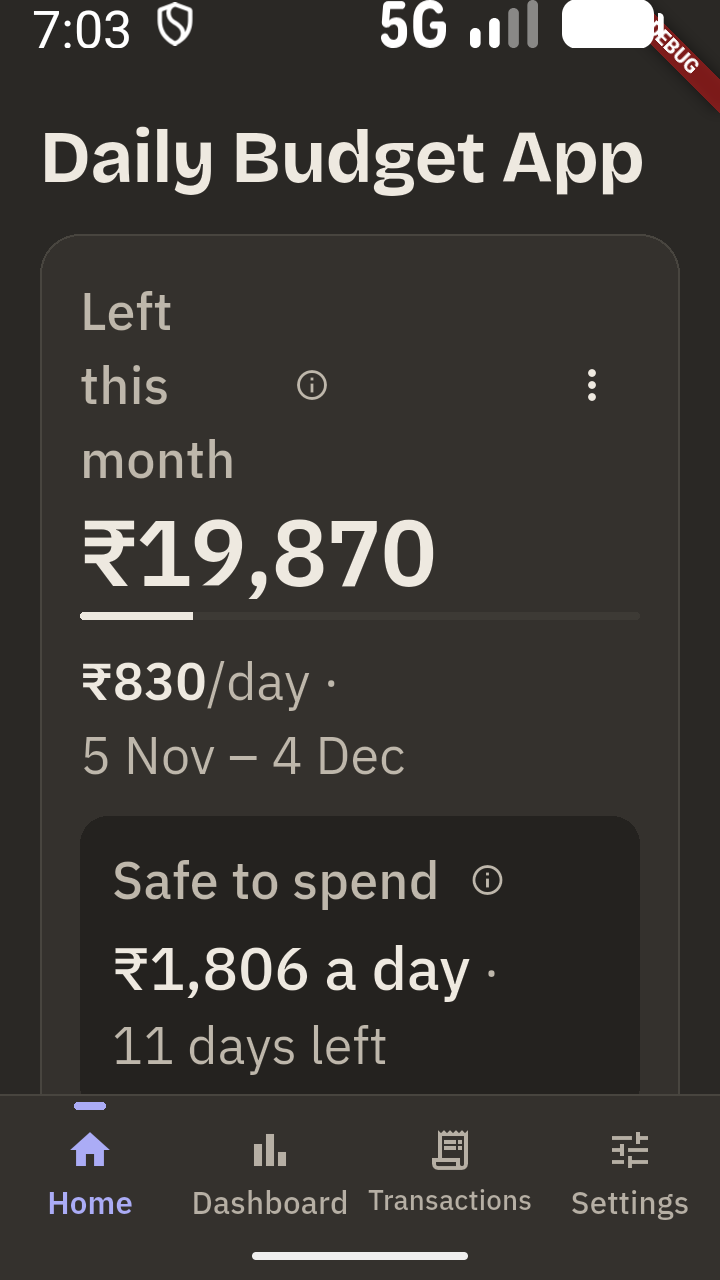 7:03
5G
DEBUG
Daily Budget App
Left
this
month
₹19,870
₹830/day ·
5 Nov – 4 Dec
Safe to spend
₹1,806 a day ·
11 days left
Home
Dashboard
Transactions
Settings